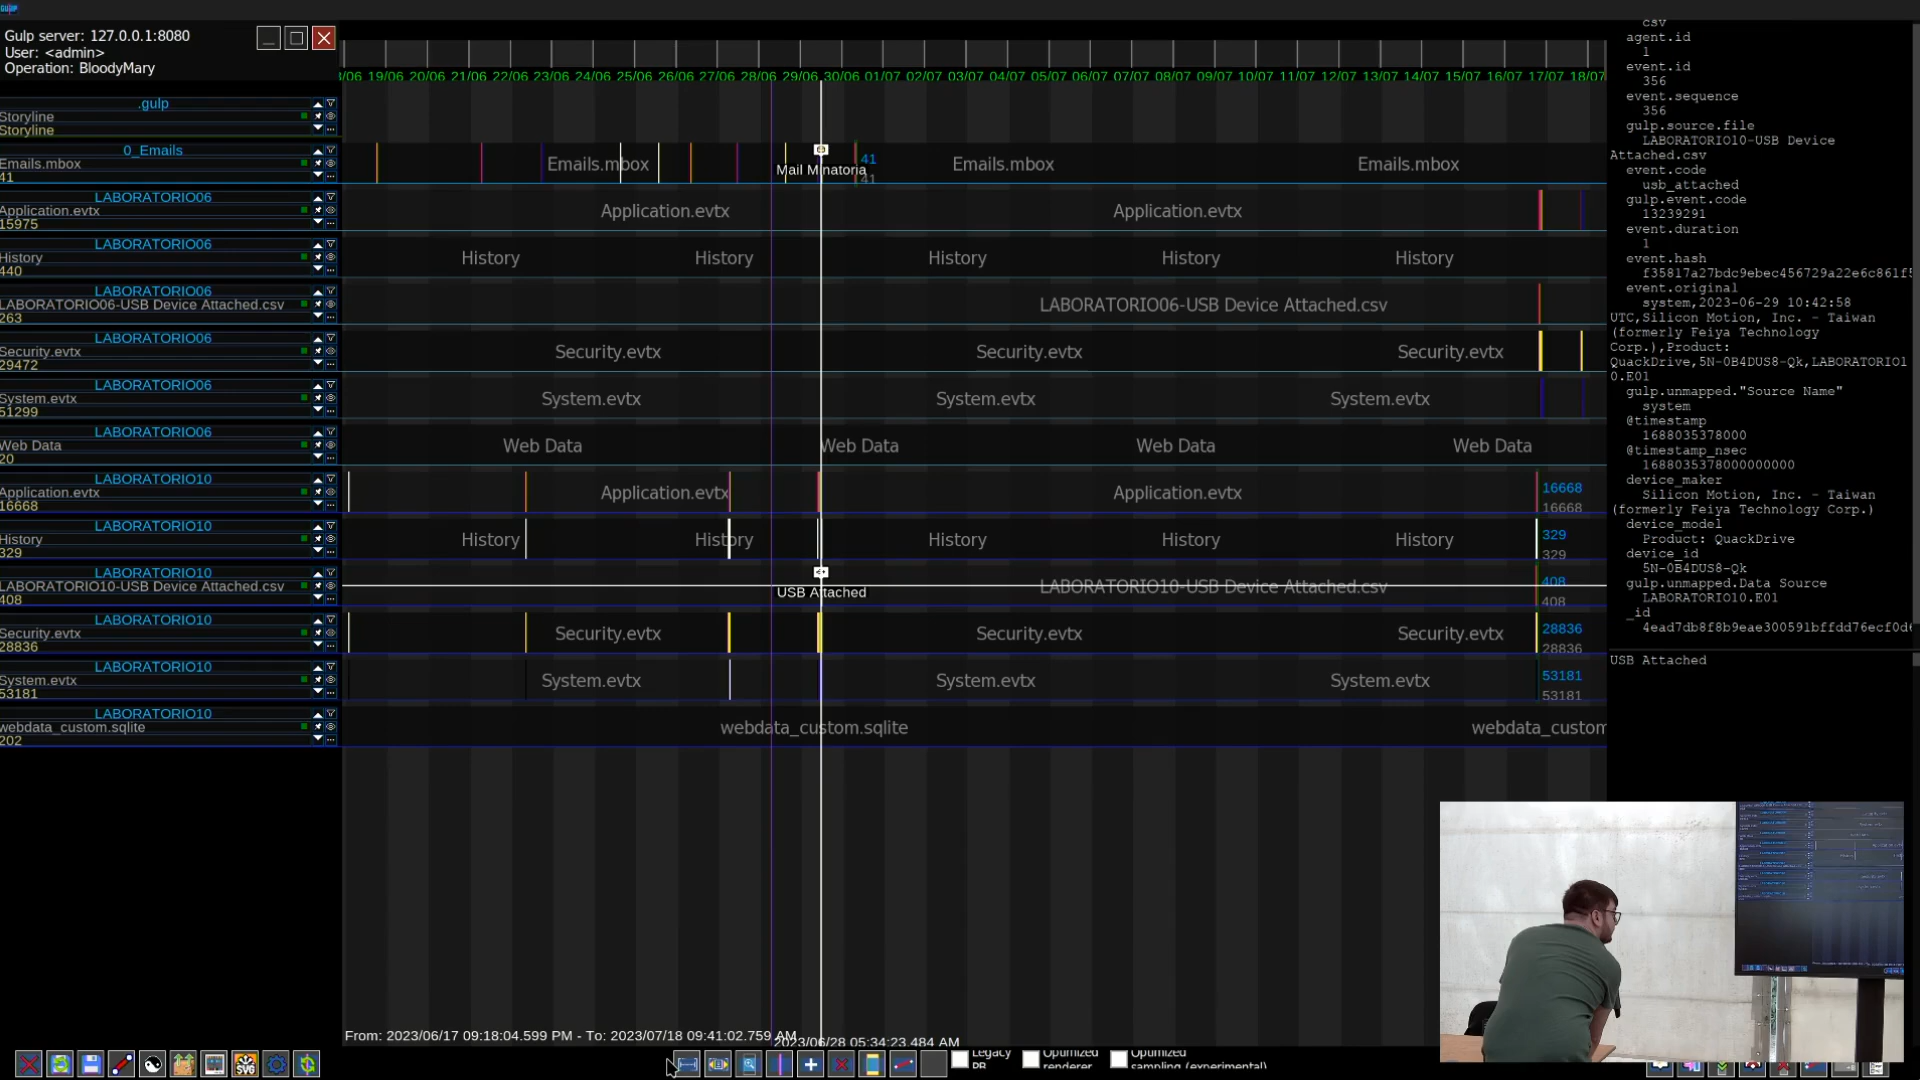 GULP
Gulp server: 127.0.0.1:8080
User: <admin>
Operation: BloodyMary
8/06 19/06 20/06 21/06 22/06 23/06 24/06 25/06 26/06 27/06 28/06 29/06 30/06 01/07 02/07 03/07 04/07 05/07 06/07 07/07 08/07 09/07 10/07 11/07 12/07 13/07 14/07 15/07 16/07 17/07 18/07
.gulp
Storyline
Storyline
0_Emails
Emails.mbox
41
Emails.mbox
Mail Minatoria
41
41
Emails.mbox
Emails.mbox
LABORATORIO06
Application.evtx
15975
Application.evtx
Application.evtx
LABORATORIO06
History
440
History
History
History
History
History
LABORATORIO06
LABORATORIO06-USB Device Attached.csv
263
LABORATORIO06-USB Device Attached.csv
LABORATORIO06
Security.evtx
29472
Security.evtx
Security.evtx
Security.evtx
LABORATORIO06
System.evtx
51299
System.evtx
System.evtx
System.evtx
LABORATORIO06
Web Data
20
Web Data
Web Data
Web Data
Web Data
LABORATORIO10
Application.evtx
16668
Application.evtx
Application.evtx
16668
16668
LABORATORIO10
History
329
History
History
History
History
History
329
329
LABORATORIO10
LABORATORIO10-USB Device Attached.csv
408
USB Attached
LABORATORIO10-USB Device Attached.csv
408
408
LABORATORIO10
Security.evtx
28836
Security.evtx
Security.evtx
Security.evtx
28836
28836
LABORATORIO10
System.evtx
53181
System.evtx
System.evtx
System.evtx
53181
53181
LABORATORIO10
webdata_custom.sqlite
202
webdata_custom.sqlite
webdata_custom
From: 2023/06/17 09:18:04.599 PM - To: 2023/07/18 09:41:02.759 AM
2023/06/28 05:34:23.484 AM
SVG
Legacy
PB
Optimized
renderer
Optimized
sampling (experimental)
csv
agent.id
1
event.id
356
event.sequence
356
gulp.source.file
LABORATORIO10-USB Device
Attached.csv
event.code
usb_attached
gulp.event.code
13239291
event.duration
1
event.hash
f35817a27bdc9ebec456729a22e6c861f5
event.original
system,2023-06-29 10:42:58
UTC,Silicon Motion, Inc. - Taiwan
(formerly Feiya Technology
Corp.),Product:
QuackDrive,5N-0B4DUS8-Qk,LABORATORIO1
0.E01
gulp.unmapped."Source Name"
system
@timestamp
1688035378000
@timestamp_nsec
1688035378000000000
device_maker
Silicon Motion, Inc. - Taiwan
(formerly Feiya Technology Corp.)
device_model
Product: QuackDrive
device_id
5N-0B4DUS8-Qk
gulp.unmapped.Data Source
LABORATORIO10.E01
_id
4ead7db8f8b9eae300591bffdd76ecf0d
USB Attached